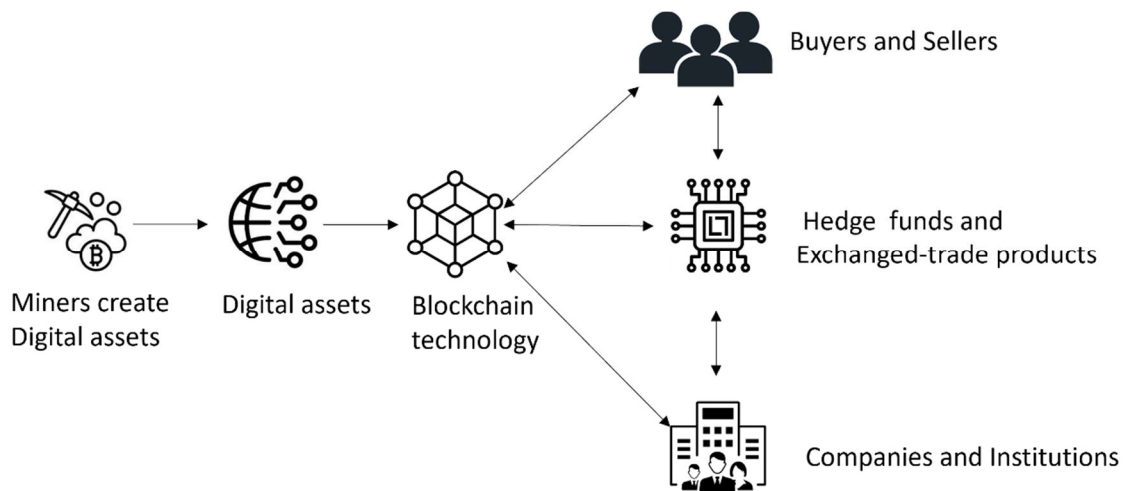 Buyers and Sellers
Hedge funds and
Exchanged-trade products
Miners create
Digital assets
Digital assets
Blockchain
technology
Companies and Institutions